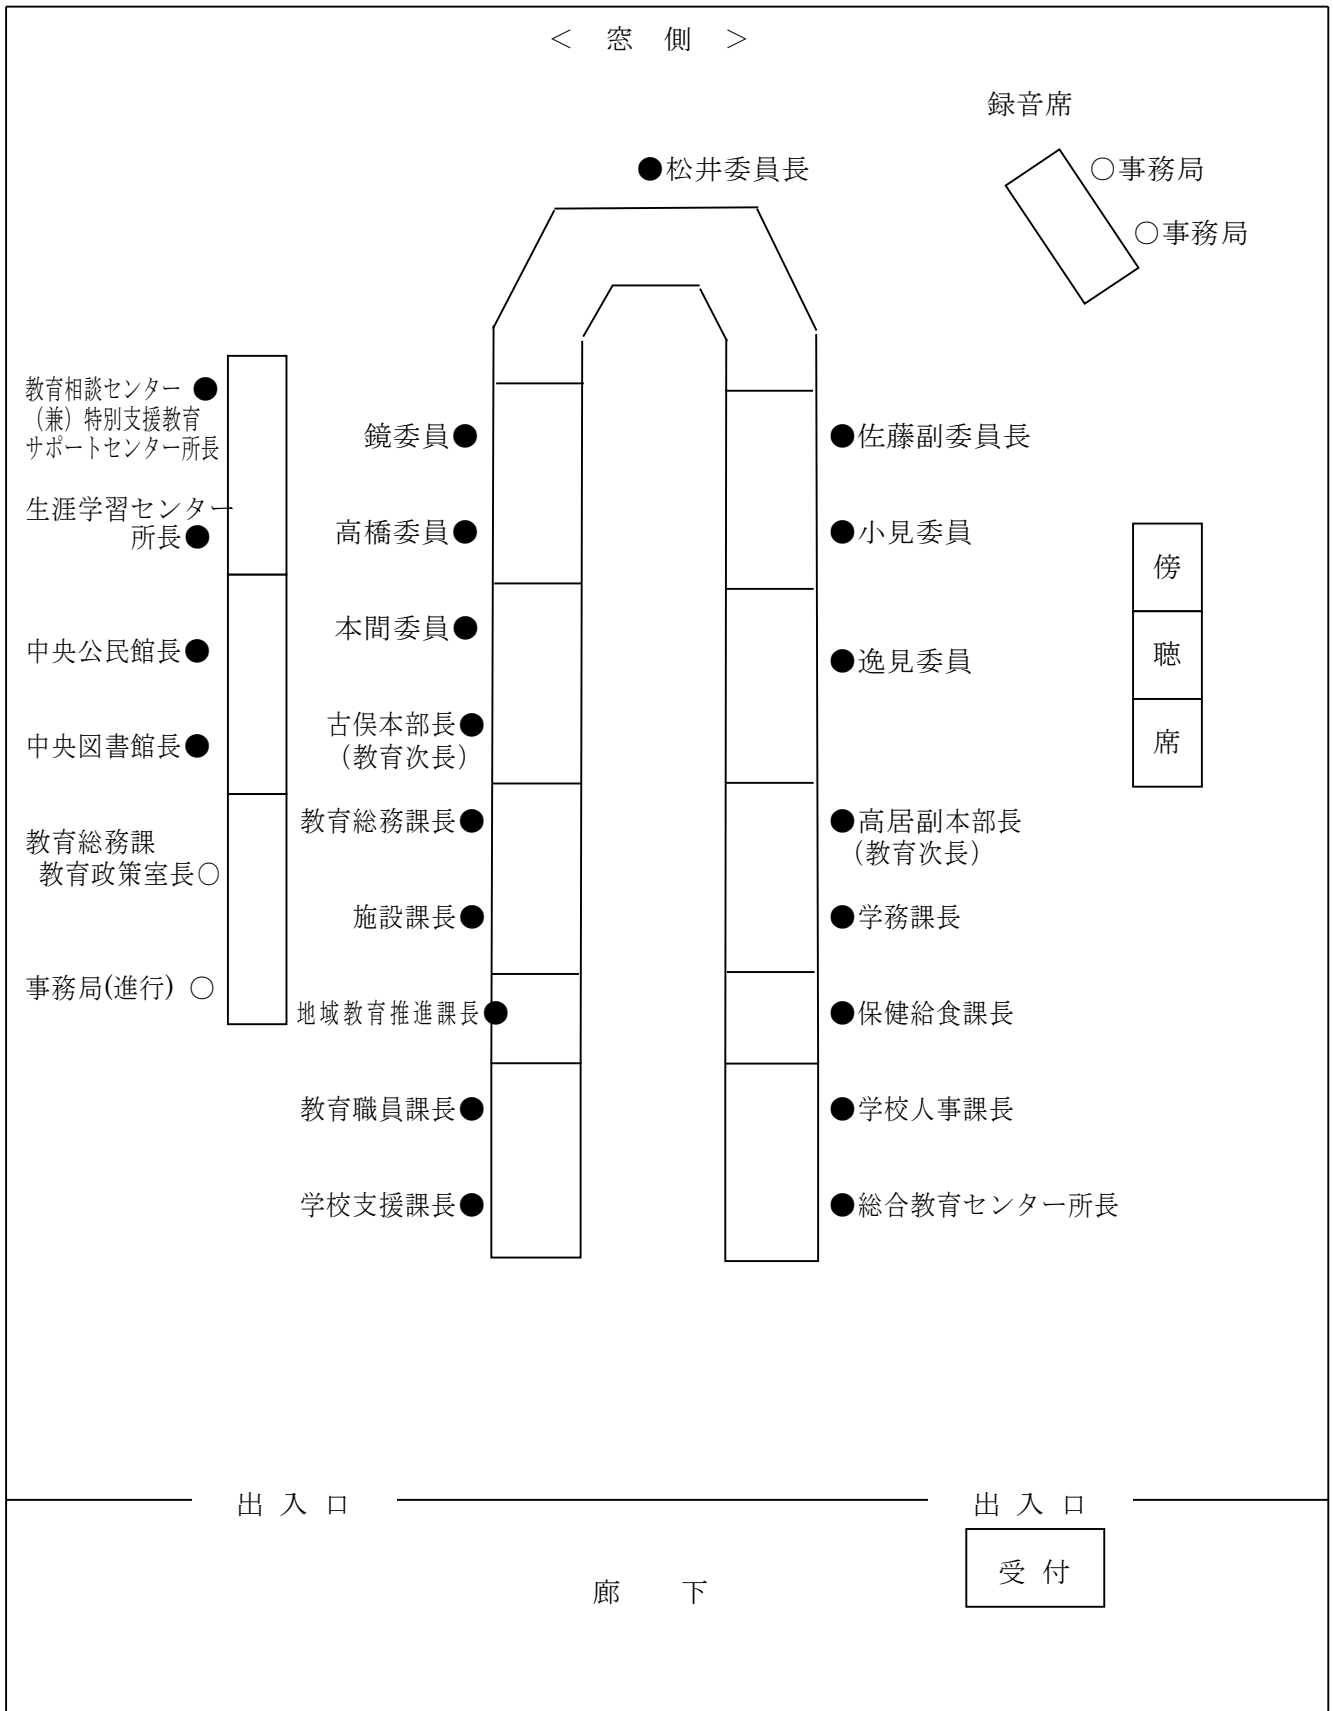 ＜ 窓 側 ＞
録音席
●松井委員長
○事務局
○事務局
教育相談センター ●
（兼）特別支援教育
サポートセンター所長
生涯学習センター
所長●
中央公民館長●
中央図書館長●
教育総務課
教育政策室長○
事務局(進行) ○
鏡委員●
高橋委員●
本間委員●
古俣本部長●
（教育次長）
教育総務課長●
施設課長●
地域教育推進課長●
教育職員課長●
学校支援課長●
●佐藤副委員長
●小見委員
●逸見委員
●高居副本部長
（教育次長）
●学務課長
●保健給食課長
●学校人事課長
●総合教育センター所長
傍
聴
席
出 入 口
出 入 口
受 付
廊 下